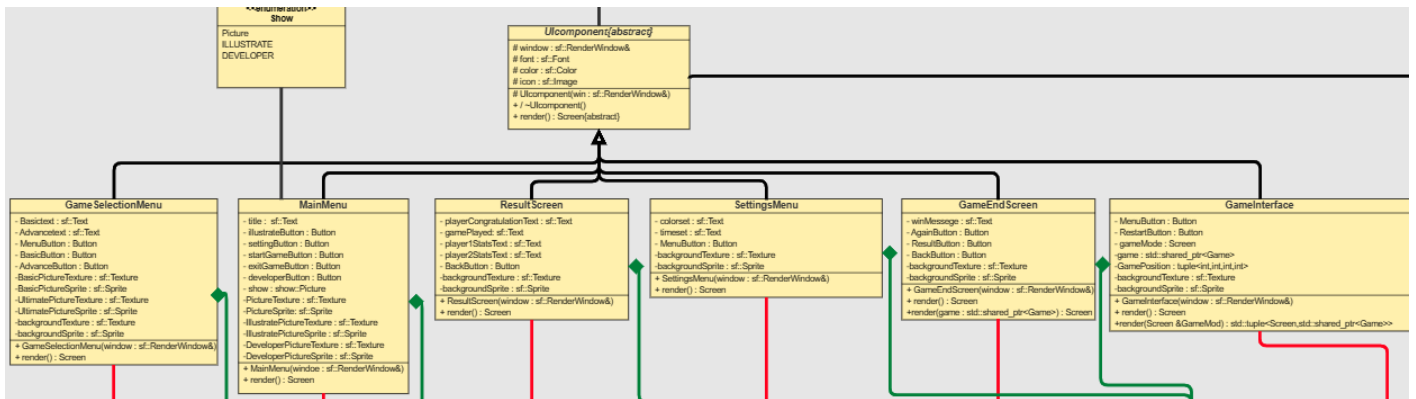 <<enumeration>>
Show
Picture
ILLUSTRATE
DEVELOPER
UIcomponent{abstract}
# window : sf::RenderWindow&
# font : sf::Font
# color : sf::Color
# icon : sf::Image
# UIcomponent(win : sf::RenderWindow&)
+ / ~UIcomponent()
+ render() : Screen{abstract}
GameSelectionMenu
- Basictext : sf::Text
- Advancetext : sf::Text
- MenuButton : Button
- BasicButton : Button
- AdvanceButton : Button
-BasicPictureTexture : sf::Texture
-BasicPictureSprite : sf::Sprite
-UltimatePictureTexture : sf::Texture
-UltimatePictureSprite : sf::Sprite
-backgroundTexture : sf::Texture
-backgroundSprite : sf::Sprite
+ GameSelectionMenu(window : sf::RenderWindow&)
+ render() : Screen
MainMenu
- title : sf::Text
- illustrateButton : Button
- settingButton : Button
- startGameButton : Button
- exitGameButton : Button
- developerButton : Button
- show : show::Picture
-PictureTexture : sf::Texture
-PictureSprite : sf::Sprite
-IllustratePictureTexture : sf::Texture
-IllustratePictureSprite : sf::Sprite
-DeveloperPictureTexture : sf::Texture
-DeveloperPictureSprite : sf::Sprite
+ MainMenu(windoe : sf::RenderWindow&)
+ render() : Screen
ResultScreen
- playerCongratulationText : sf::Text
- gamePlayed: sf::Text
- player1StatsText : sf::Text
- player2StatsText : sf::Text
- BackButton : Button
-backgroundTexture : sf::Texture
-backgroundSprite : sf::Sprite
+ ResultScreen(window : sf::RenderWindow&)
+ render() : Screen
SettingsMenu
- colorset : sf::Text
- timeset : sf::Text
- MenuButton : Button
-backgroundTexture : sf::Texture
-backgroundSprite : sf::Sprite
+ SettingsMenu(window : sf::RenderWindow&)
+ render() : Screen
GameEndScreen
- winMessege : sf::Text
- AgainButton : Button
- ResultButton : Button
- BackButton : Button
-backgroundTexture : sf::Texture
-backgroundSprite : sf::Sprite
+ GameEndScreen(window : sf::RenderWindow&)
+ render() : Screen
+render(game : std::shared_ptr<Game>) : Screen
GameInterface
- MenuButton : Button
- RestartButton : Button
- gameMode : Screen
-game : std::shared_ptr<Game>
-GamePosition : tuple<int,int,int,int>
-backgroundTexture : sf::Texture
-backgroundSprite : sf::Sprite
+ GameInterface(window : sf::RenderWindow&)
+ render() : Screen
+render(Screen &GameMod) : std::tuple<Screen,std::shared_ptr<Game>>